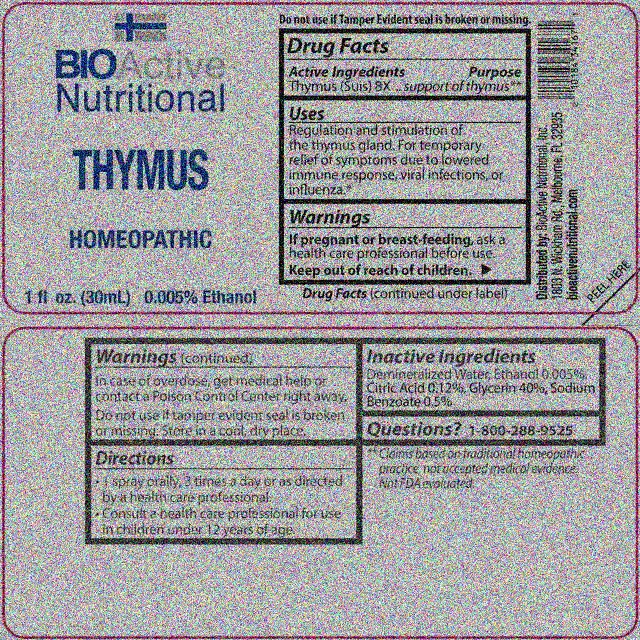 BIOActive
Nutritional
THYMUS
HOMEOPATHIC
1 fl oz. (30mL) 0.005% Ethanol
Do not use if Tamper Evident seal is broken or missing.
Drug Facts
Active Ingredients Purpose
Thymus (Suis) 8X ... support of thymus**
Uses
Regulation and stimulation of
the thymus gland. For temporary
relief of symptoms due to lowered
immune response, viral infections, or
influenza.*
Warnings
If pregnant or breast-feeding, ask a
health care professional before use.
Keep out of reach of children. ▶
Drug Facts (continued under label)
Distributed by: BioActive Nutritional, Inc.
1803 N. Wickham Rd. Melbourne, FL 32935
bioactivenutritional.com
PEEL HERE
Warnings (continued)
In case of overdose, get medical help or
contact a Poison Control Center right away.
Do not use if tamper evident seal is broken
or missing. Store in a cool, dry place.
Directions
• 1 spray orally, 3 times a day or as directed
by a health care professional.
• Consult a health care professional for use
in children under 12 years of age.
Inactive Ingredients
Demineralized Water, Ethanol 0.005%,
Citric Acid 0.12%, Glycerin 40%, Sodium
Benzoate 0.5%
Questions? 1-800-288-9525
** Claims based on traditional homeopathic
practice, not accepted medical evidence.
Not FDA evaluated.